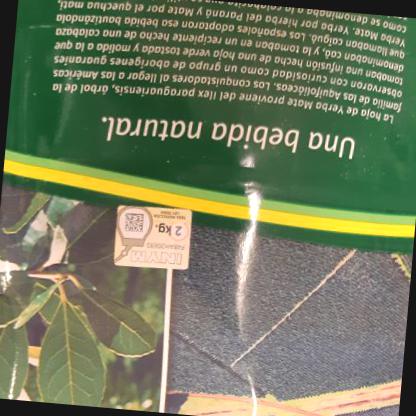 Una bebida natural.
La hoja de Yerba Mate proviene del Ilex paraguariensis, árbol de la
familia de las Aquifoliáceas. Los conquistadores al llegar a las Américas
observaron con curiosidad como un grupo de aborígenes guaraníes
tomaban una infusión hecha de una hoja verde tostada y molida a la que
denominaban caá, y la tomaban en un recipiente hecho de una calabaza
que llamaban caiguá. Los españoles adoptaron esa bebida bautizándola
como Yerba Mate. Yerba por hierba del Paraná y Mate por el quechua mati,
INYM
2 kg.